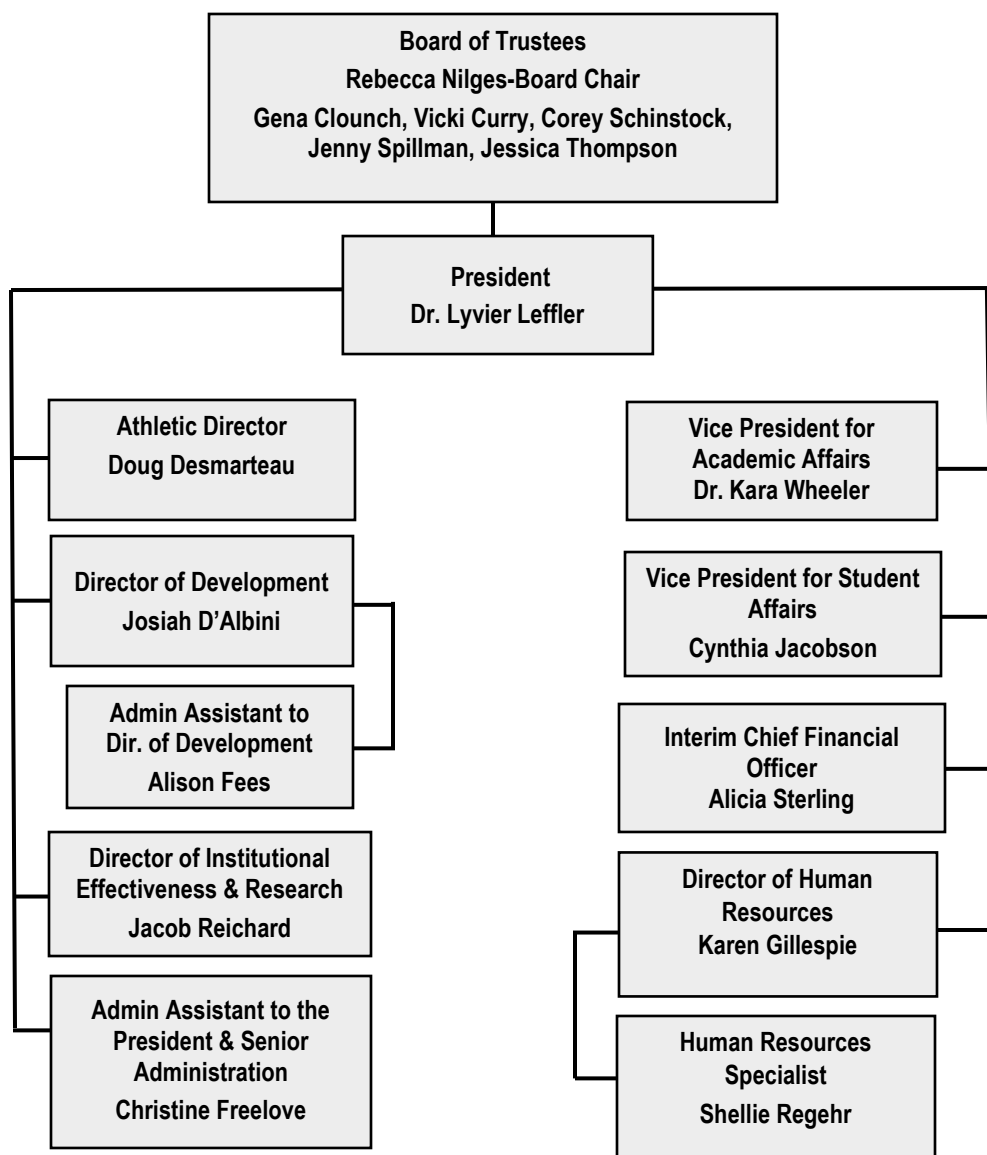 Board of Trustees
Rebecca Nilges-Board Chair
Gena Clounch, Vicki Curry, Corey Schinstock,
Jenny Spillman, Jessica Thompson
President
Dr. Lyvier Leffler
Athletic Director
Doug Desmarteau
Director of Development
Josiah D’Albini
Admin Assistant to
Dir. of Development
Alison Fees
Director of Institutional
Effectiveness & Research
Jacob Reichard
Admin Assistant to the
President & Senior
Administration
Christine Freelove
Vice President for
Academic Affairs
Dr. Kara Wheeler
Vice President for Student
Affairs
Cynthia Jacobson
Interim Chief Financial
Officer
Alicia Sterling
Director of Human
Resources
Karen Gillespie
Human Resources
Specialist
Shellie Regehr